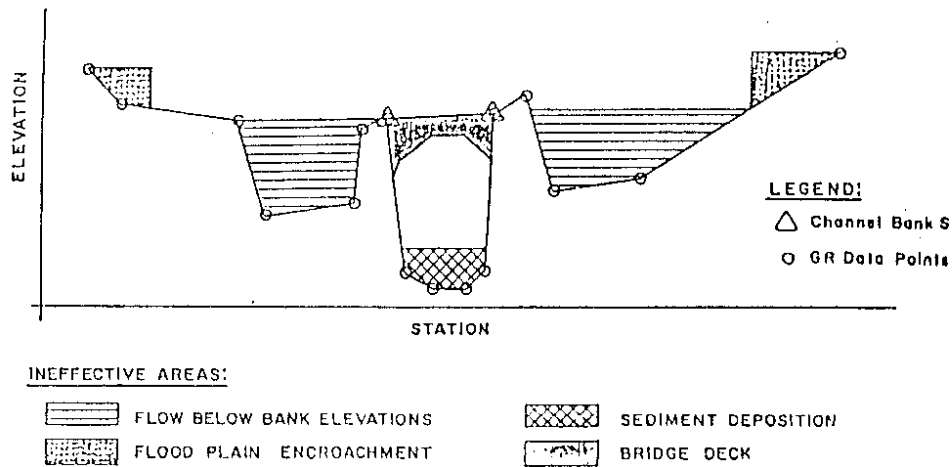 ELEVATION
LEGEND:
Channel Bank S
GR Data Points
STATION
INEFFECTIVE AREAS:
FLOW BELOW BANK ELEVATIONS
SEDIMENT DEPOSITION
FLOOD PLAIN ENCROACHMENT
BRIDGE DECK